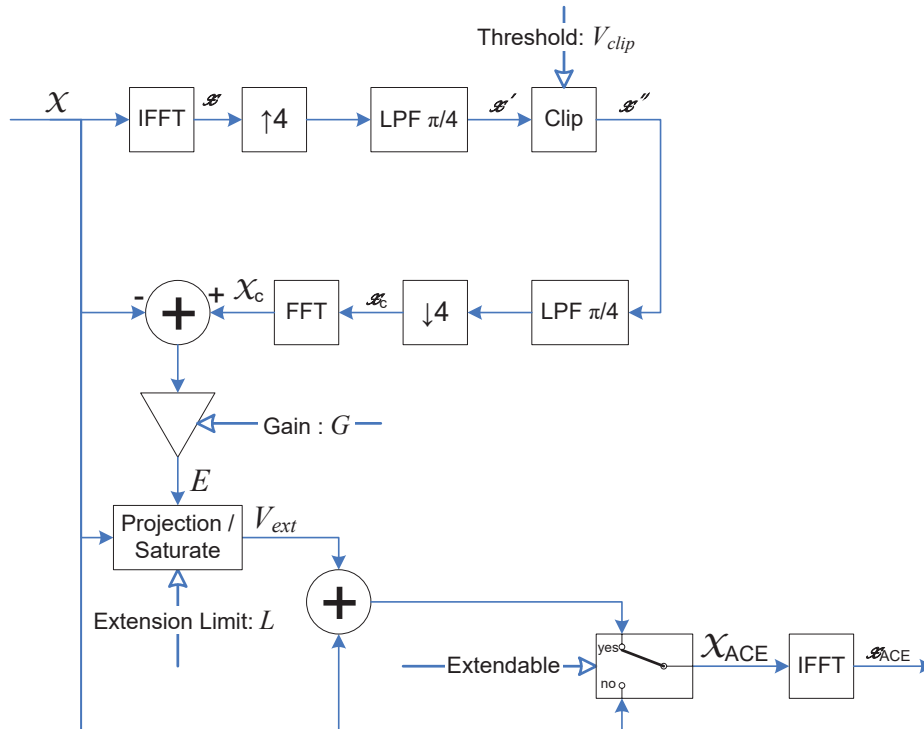 Threshold: V_clip
X
IFFT
x
↑4
LPF π/4
x'
Clip
x''
-
+
+
X_c
FFT
x_c
↓4
LPF π/4
Gain : G
E
Projection /
Saturate
V_ext
+
Extension Limit: L
Extendable
yes
no
X_ACE
IFFT
x_ACE